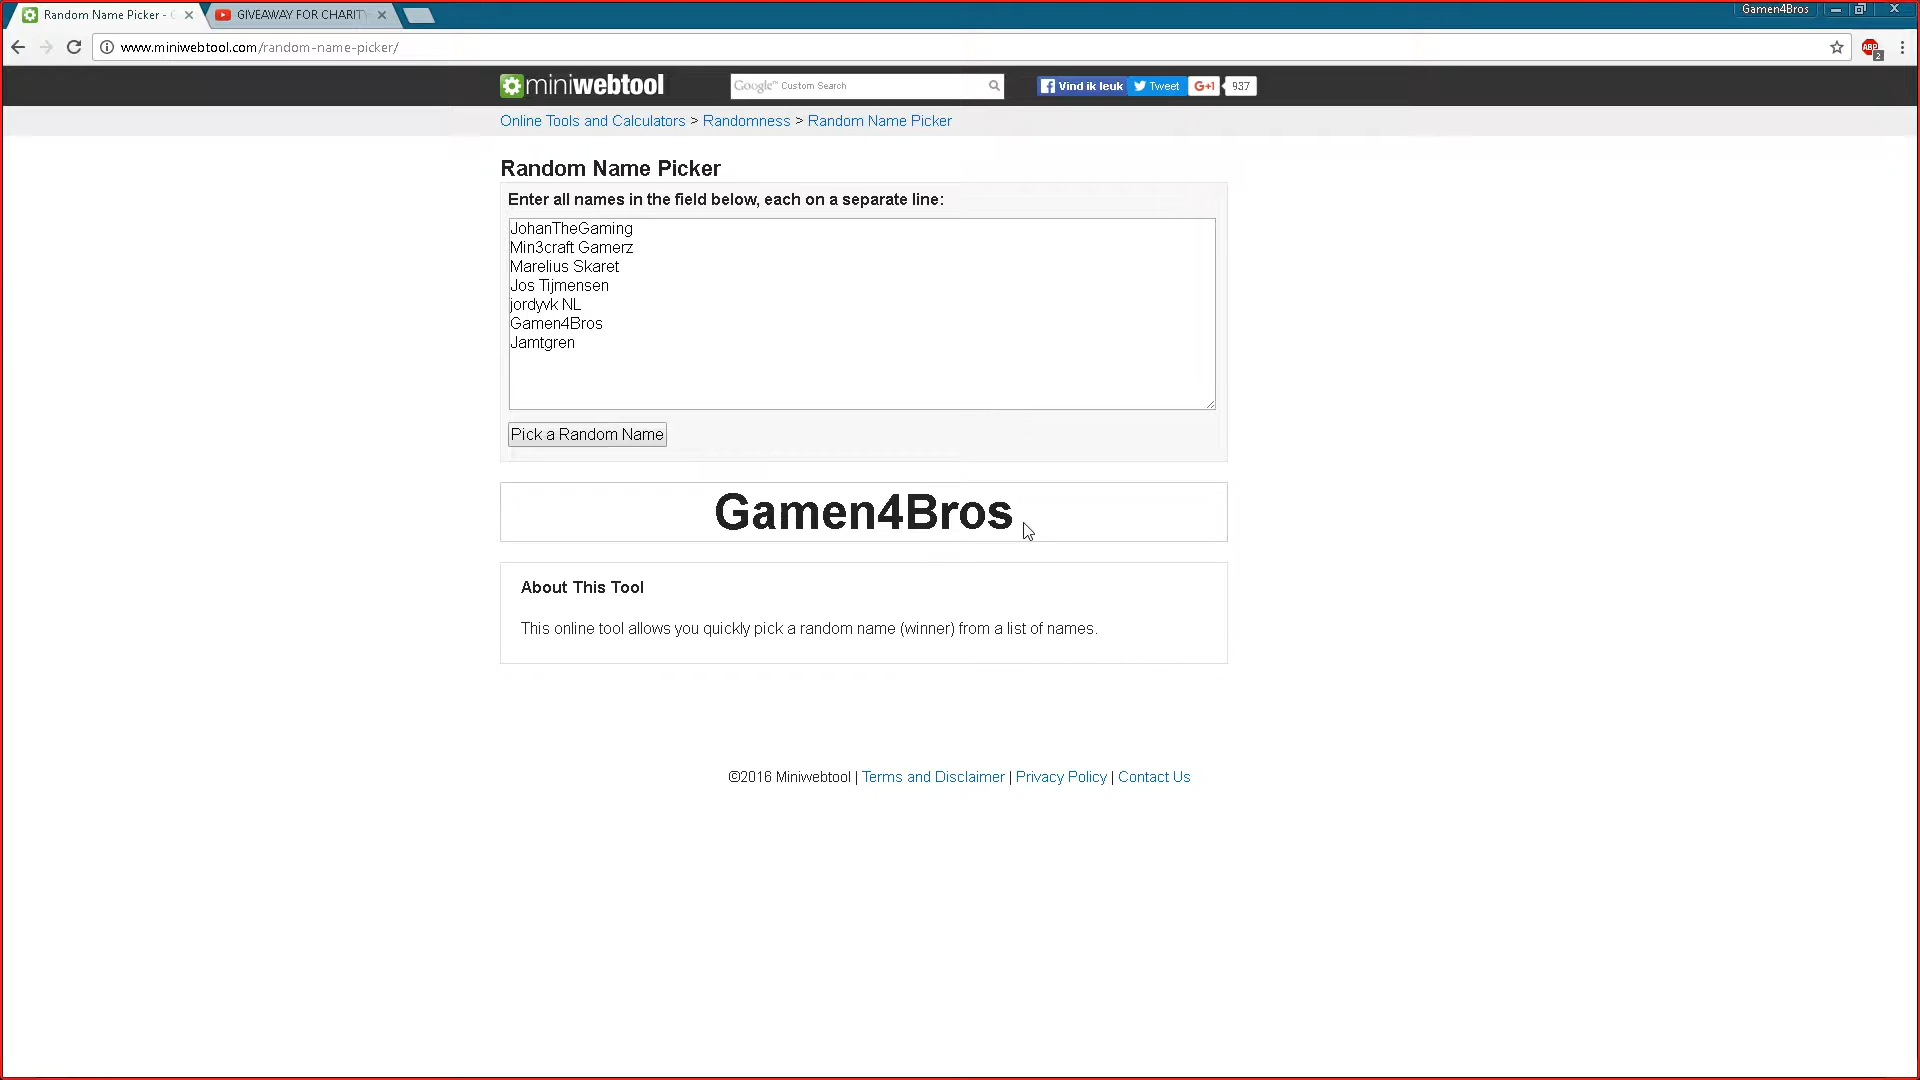 Random Name Picker -
GIVEAWAY FOR CHARIT
Gamen4Bros
www.miniwebtool.com/random-name-picker/
ABP
2
miniwebtool
Google™ Custom Search
Vind ik leuk
Tweet
G+1
937
Online Tools and Calculators > Randomness > Random Name Picker
Random Name Picker
Enter all names in the field below, each on a separate line:
JohanTheGaming
Min3craft Gamerz
Marelius Skaret
Jos Tijmensen
jordyvk NL
Gamen4Bros
Jamtgren
Pick a Random Name
Gamen4Bros
About This Tool
This online tool allows you quickly pick a random name (winner) from a list of names.
©2016 Miniwebtool | Terms and Disclaimer | Privacy Policy | Contact Us